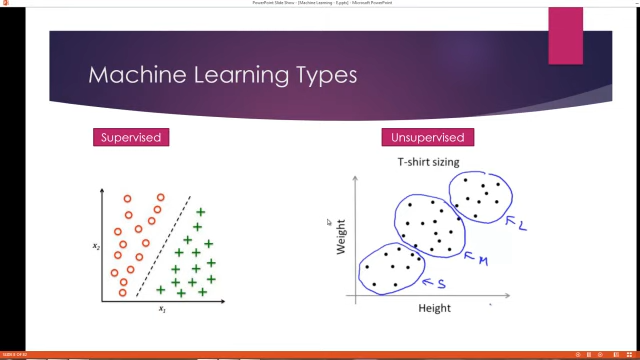 PowerPoint Slide Show - [Machine Learning - II.pptx] - Microsoft PowerPoint
Machine Learning Types
Supervised
Unsupervised
T-shirt sizing
x₂
x₁
Weight
Height
L
M
S